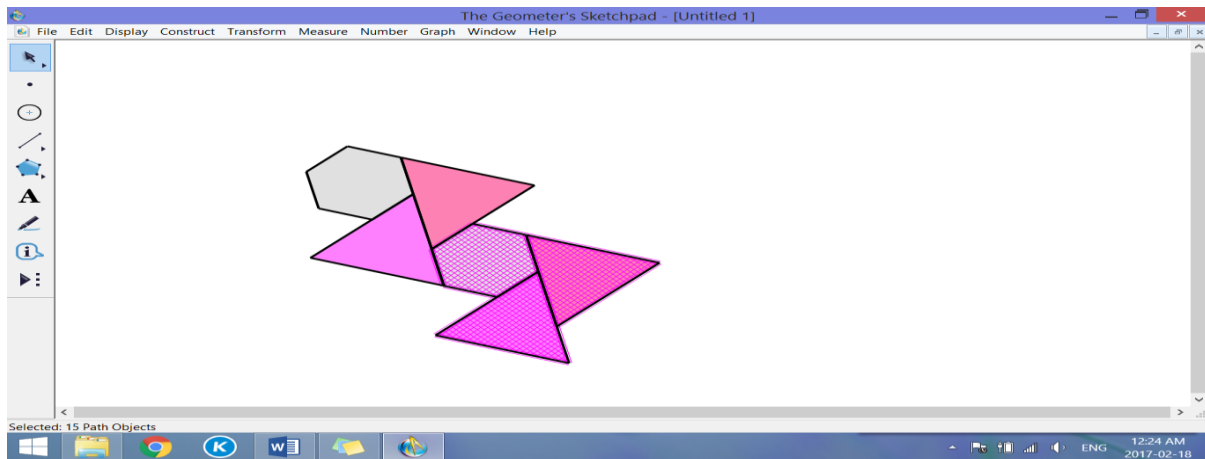 The Geometer's Sketchpad - [Untitled 1]
File Edit Display Construct Transform Measure Number Graph Window Help
A
Selected: 15 Path Objects
K
W
ENG
12:24 AM
2017-02-18